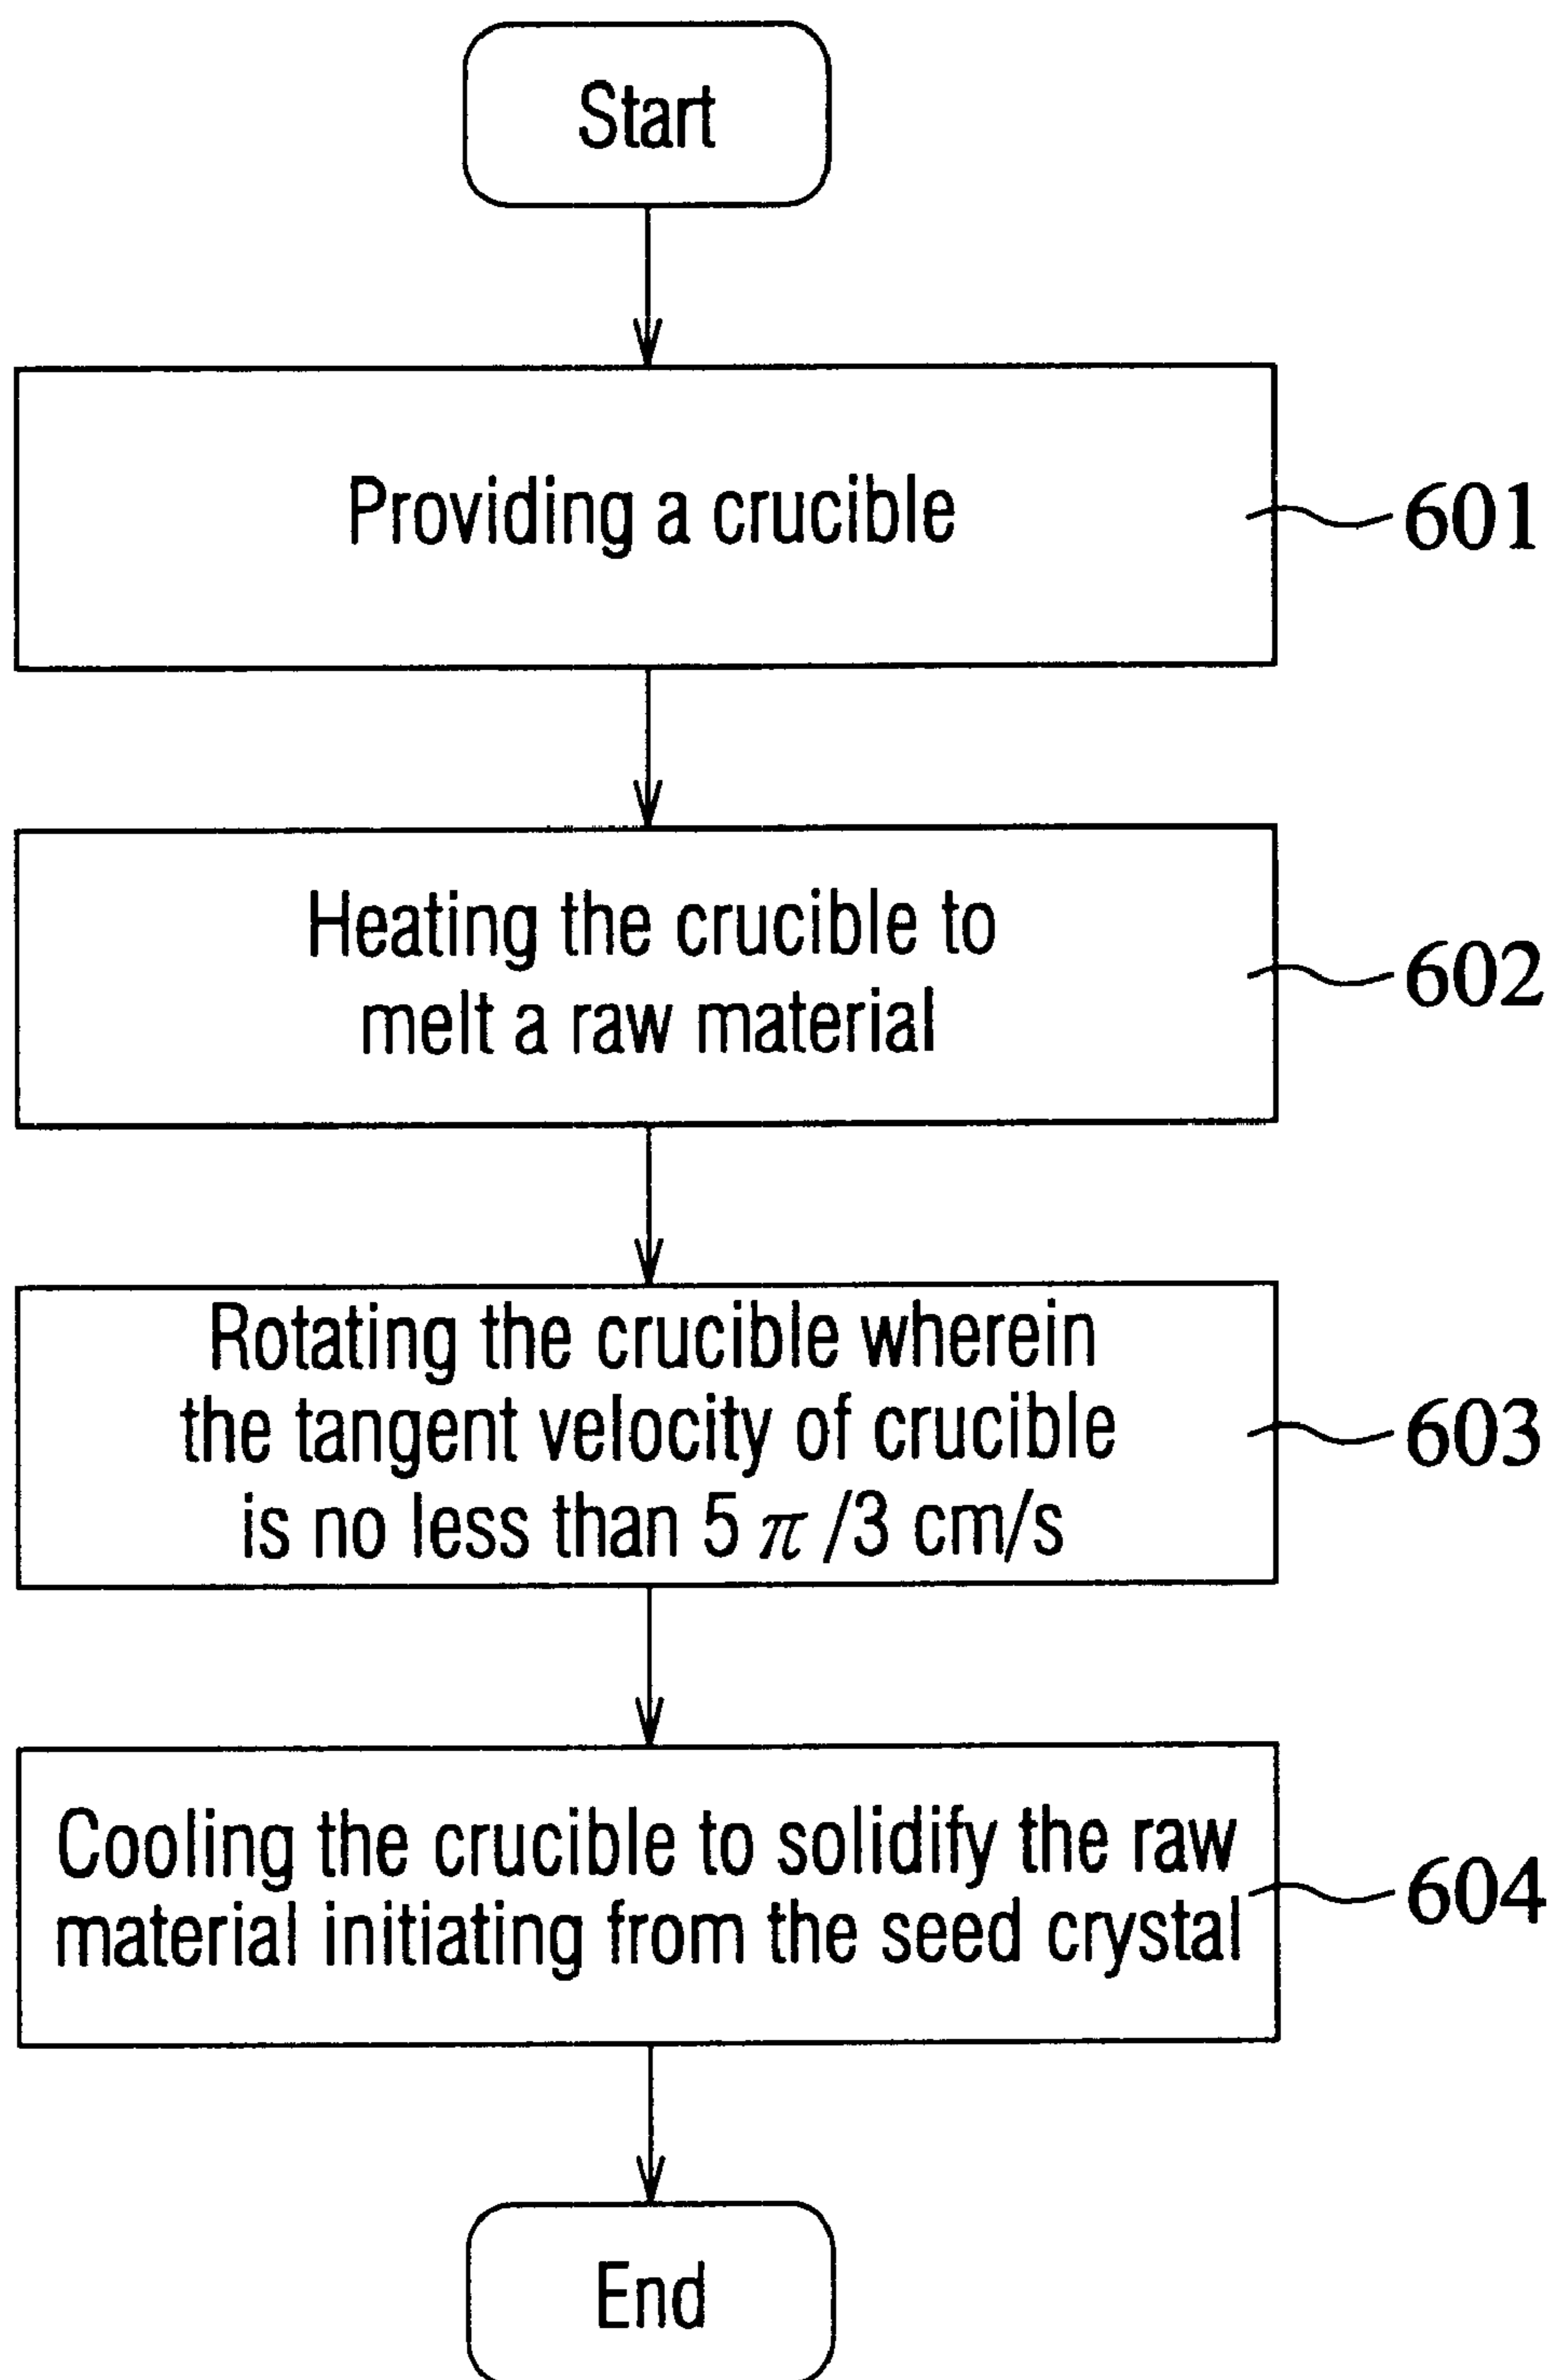 Start
Providing a crucible
601
Heating the crucible to
melt a raw material
602
Rotating the crucible wherein
the tangent velocity of crucible
is no less than 5 π /3 cm/s
603
Cooling the crucible to solidify the raw
material initiating from the seed crystal
604
End